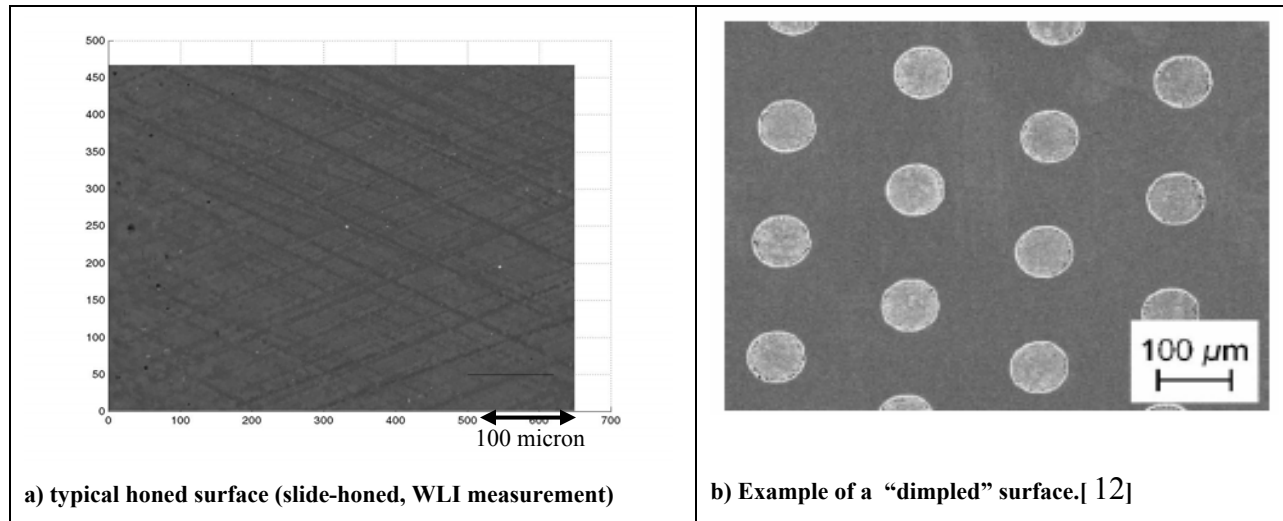 500
450
400
350
300
250
200
150
100
50
0
0 100 200 300 400 500 600 700
100 micron
a) typical honed surface (slide-honed, WLI measurement)
100 µm
b) Example of a “dimpled” surface.[ 12]